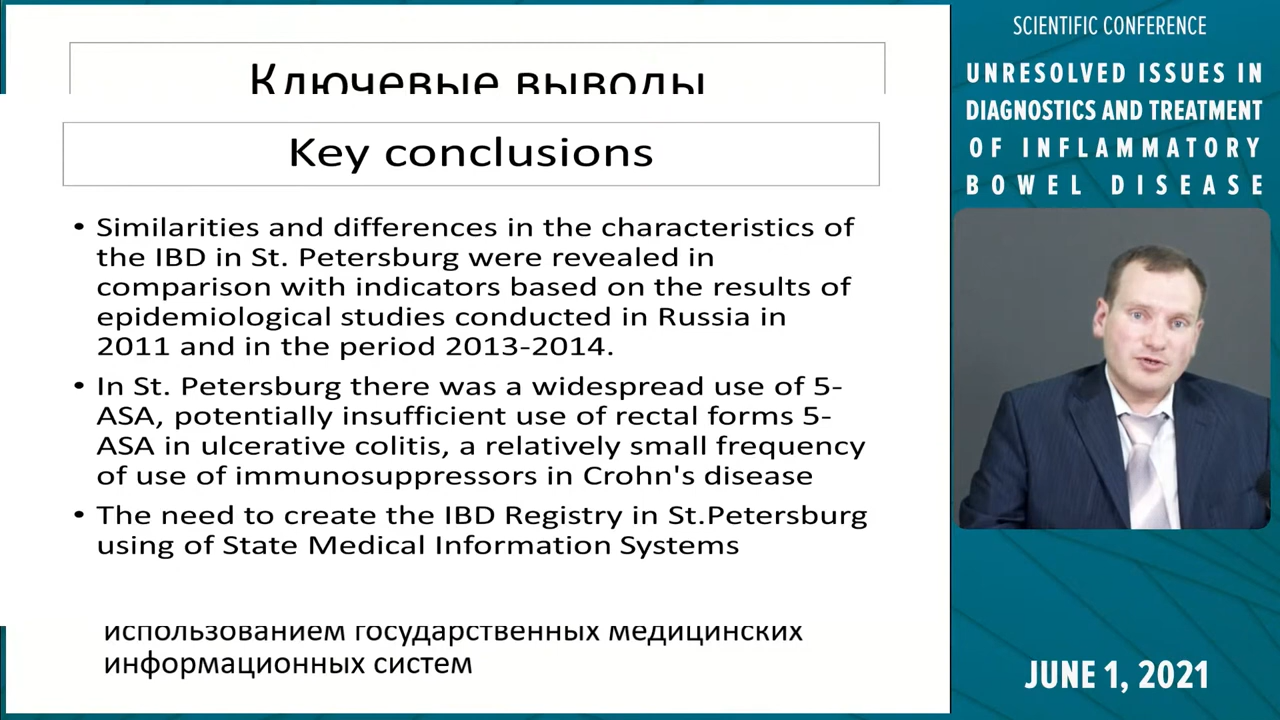 Ключевые выводы
Key conclusions
• Similarities and differences in the characteristics of
the IBD in St. Petersburg were revealed in
comparison with indicators based on the results of
epidemiological studies conducted in Russia in
2011 and in the period 2013-2014.
• In St. Petersburg there was a widespread use of 5-
ASA, potentially insufficient use of rectal forms 5-
ASA in ulcerative colitis, a relatively small frequency
of use of immunosuppressors in Crohn's disease
• The need to create the IBD Registry in St.Petersburg
using of State Medical Information Systems
использованием государственных медицинских
информационных систем
SCIENTIFIC CONFERENCE
UNRESOLVED ISSUES IN
DIAGNOSTICS AND TREATMENT
OF INFLAMMATORY
BOWEL DISEASE
JUNE 1, 2021